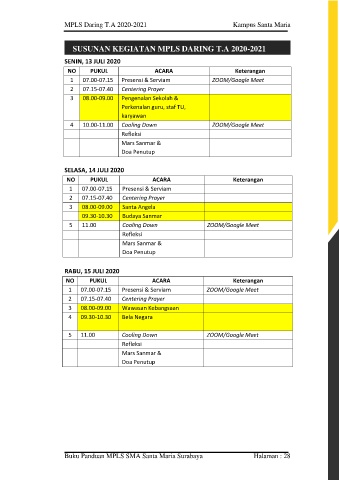 MPLS Daring T.A 2020-2021 Kampus Santa Maria
SUSUNAN KEGIATAN MPLS DARING T.A 2020-2021
SENIN, 13 JULI 2020
NO PUKUL ACARA Keterangan
1 07.00-07.15 Presensi & Serviam ZOOM/Google Meet
2 07.15-07.40 Centering Prayer
3 08.00-09.00 Pengenalan Sekolah &
Perkenalan guru, staf TU,
karyawan
4 10.00-11.00 Cooling Down ZOOM/Google Meet
Refleksi
Mars Sanmar &
Doa Penutup
SELASA, 14 JULI 2020
NO PUKUL ACARA Keterangan
1 07.00-07.15 Presensi & Serviam
2 07.15-07.40 Centering Prayer
3 08.00-09.00 Santa Angela
09.30-10.30 Budaya Sanmar
5 11.00 Cooling Down ZOOM/Google Meet
Refleksi
Mars Sanmar &
Doa Penutup
RABU, 15 JULI 2020
NO PUKUL ACARA Keterangan
1 07.00-07.15 Presensi & Serviam ZOOM/Google Meet
2 07.15-07.40 Centering Prayer
3 08.00-09.00 Wawasan Kebangsaan
4 09.30-10.30 Bela Negara
5 11.00 Cooling Down ZOOM/Google Meet
Refleksi
Mars Sanmar &
Doa Penutup
Buku Panduan MPLS SMA Santa Maria Surabaya Halaman : 28